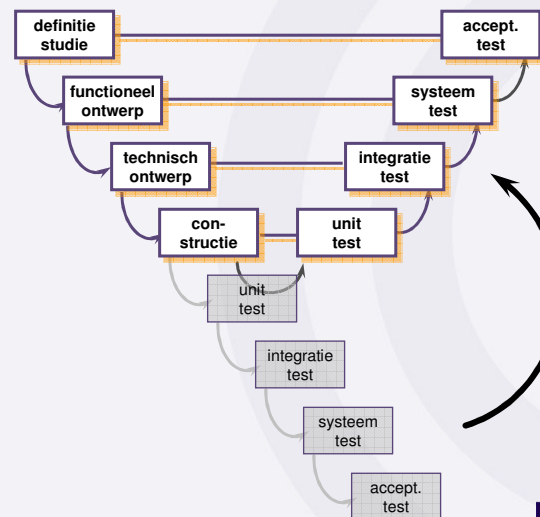 definitie
studie
accept.
test
functioneel
ontwerp
systeem
test
technisch
ontwerp
integratie
test
con-
structie
unit
test
unit
test
integratie
test
systeem
test
accept.
test